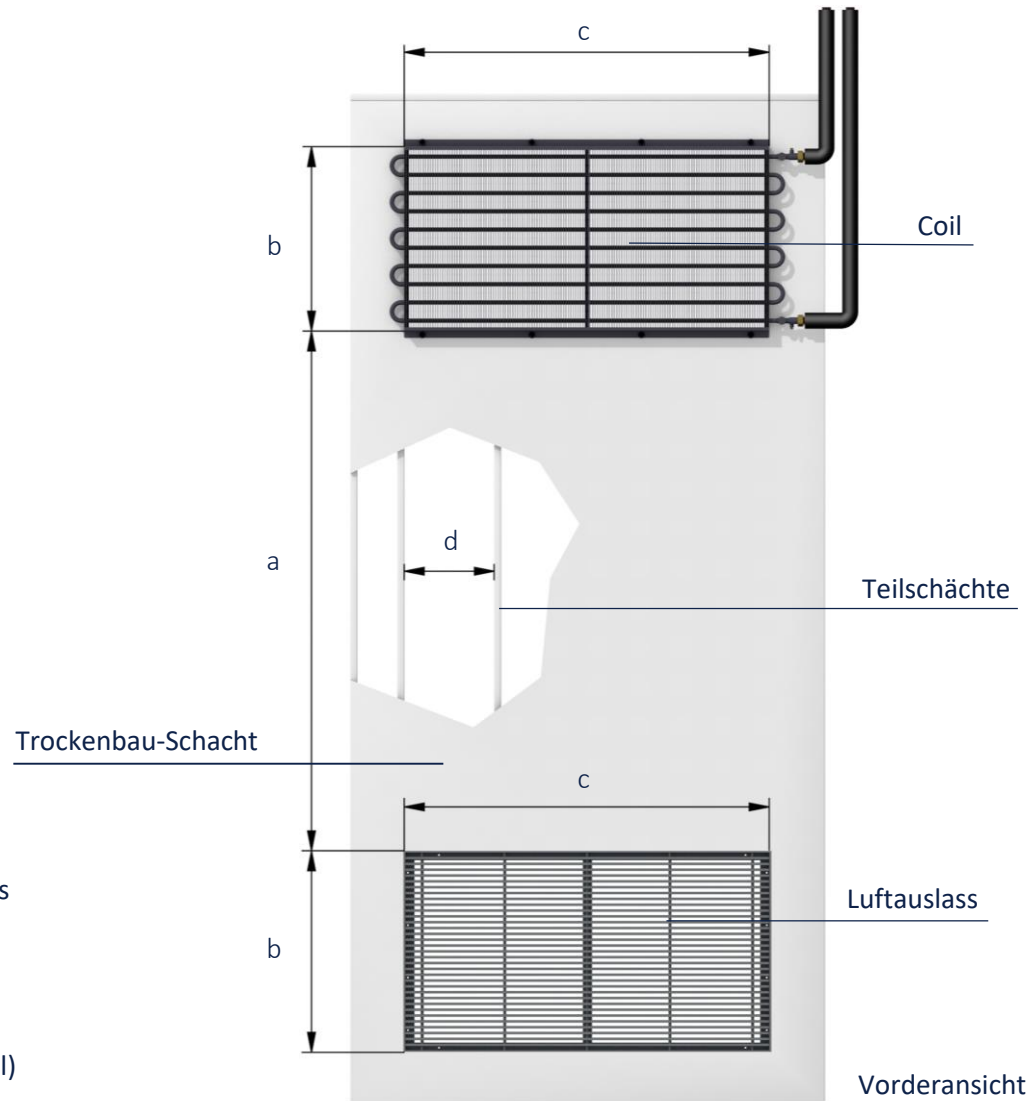 c
b
Coil
a
d
Teilschächte
Trockenbau-Schacht
c
s
Luftauslass
b
l)
Vorderansicht